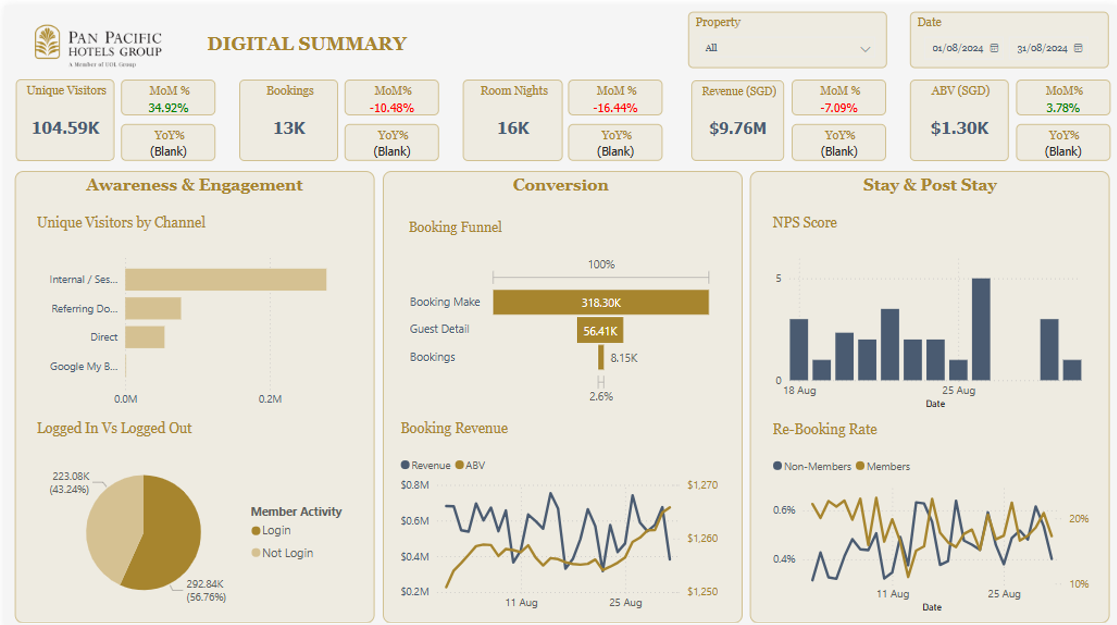 PAN PACIFIC
HOTELS GROUP
A Member of UOL Group
DIGITAL SUMMARY
Property
All
Date
01/08/2024
31/08/2024
Unique Visitors
104.59K
MoM %
34.92%
YoY%
(Blank)
Bookings
13K
MoM%
-10.48%
YoY%
(Blank)
Room Nights
16K
MoM %
-16.44%
YoY%
(Blank)
Revenue (SGD)
$9.76M
MoM %
-7.09%
YoY%
(Blank)
ABV (SGD)
$1.30K
MoM%
3.78%
YoY%
(Blank)
Awareness & Engagement
Unique Visitors by Channel
Internal / Ses...
Referring Do...
Direct
Google My B...
0.0M
0.2M
Logged In Vs Logged Out
223.08K
(43.24%)
292.84K
(56.76%)
Member Activity
Login
Not Login
Conversion
Booking Funnel
100%
Booking Make
318.30K
Guest Detail
56.41K
Bookings
8.15K
2.6%
Booking Revenue
Revenue
ABV
$0.8M
$0.6M
$0.4M
$0.2M
$1,270
$1,260
$1,250
11 Aug
25 Aug
Stay & Post Stay
NPS Score
5
0
18 Aug
25 Aug
Date
Re-Booking Rate
Non-Members
Members
0.6%
0.4%
20%
10%
11 Aug
25 Aug
Date